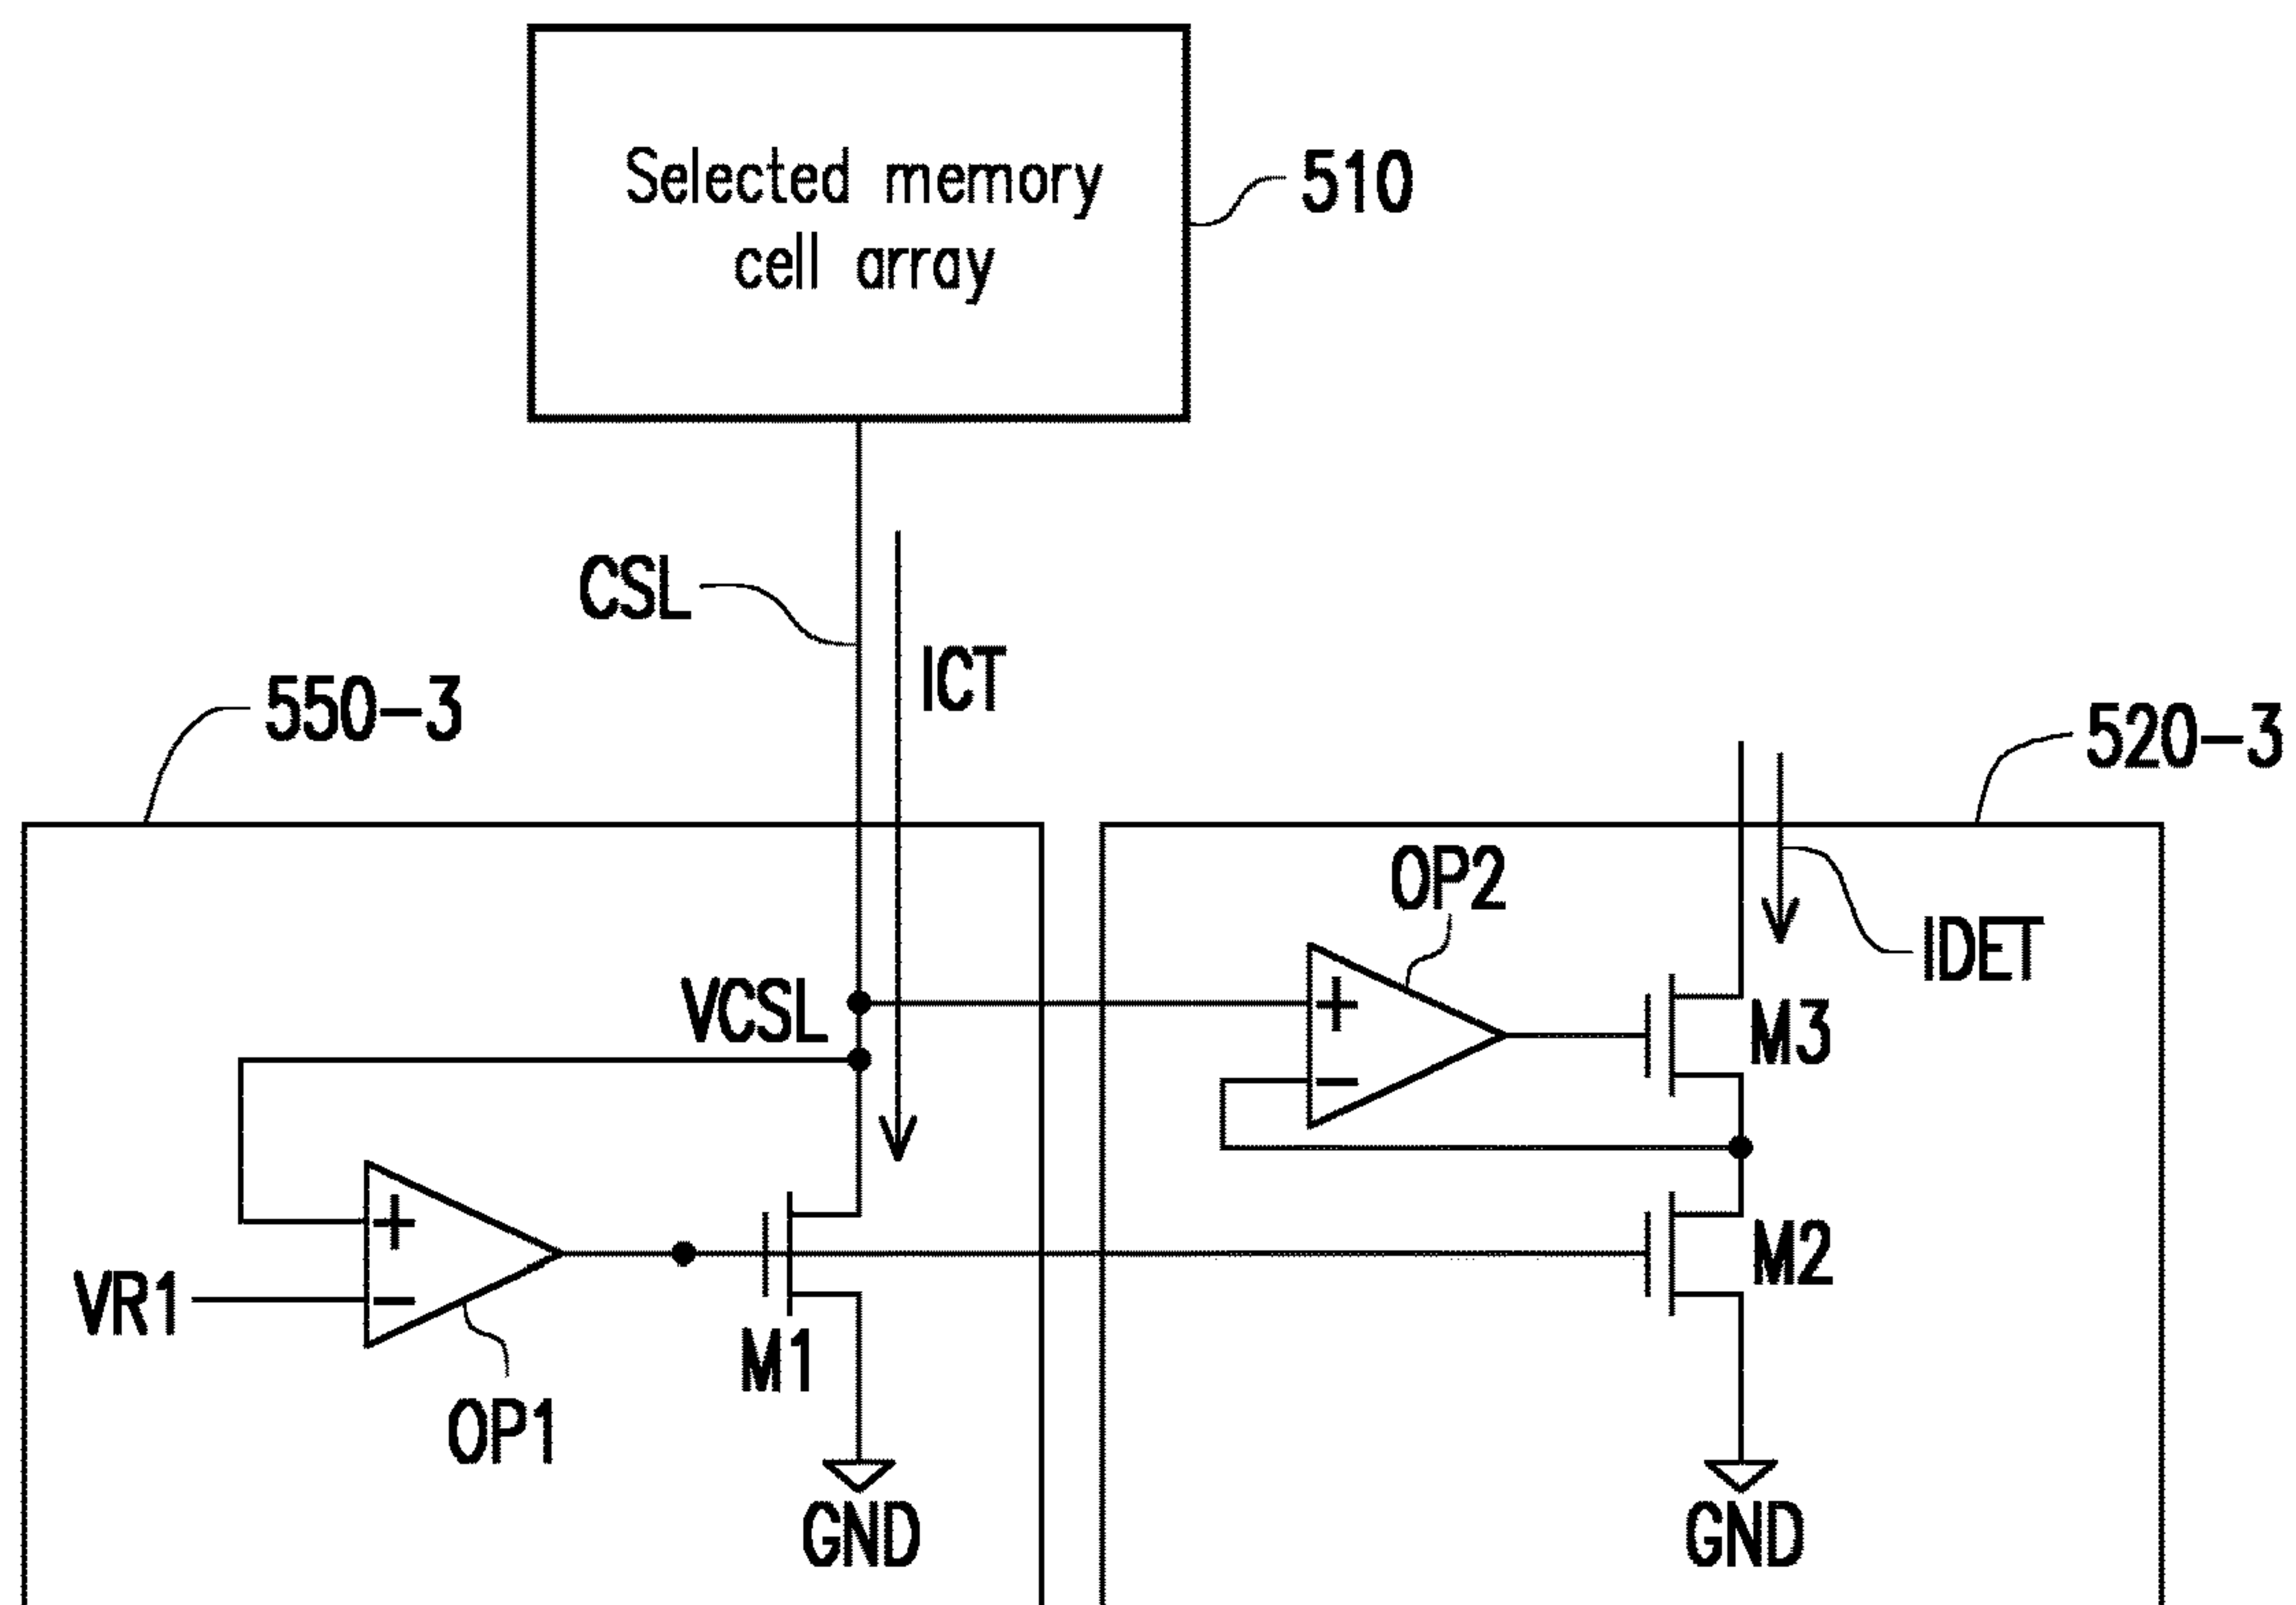 Selected memory
cell array
510
CSL
ICT
550-3
520-3
OP2
IDET
VCSL
+
−
M3
+
−
VR1
M2
M1
OP1
GND
GND